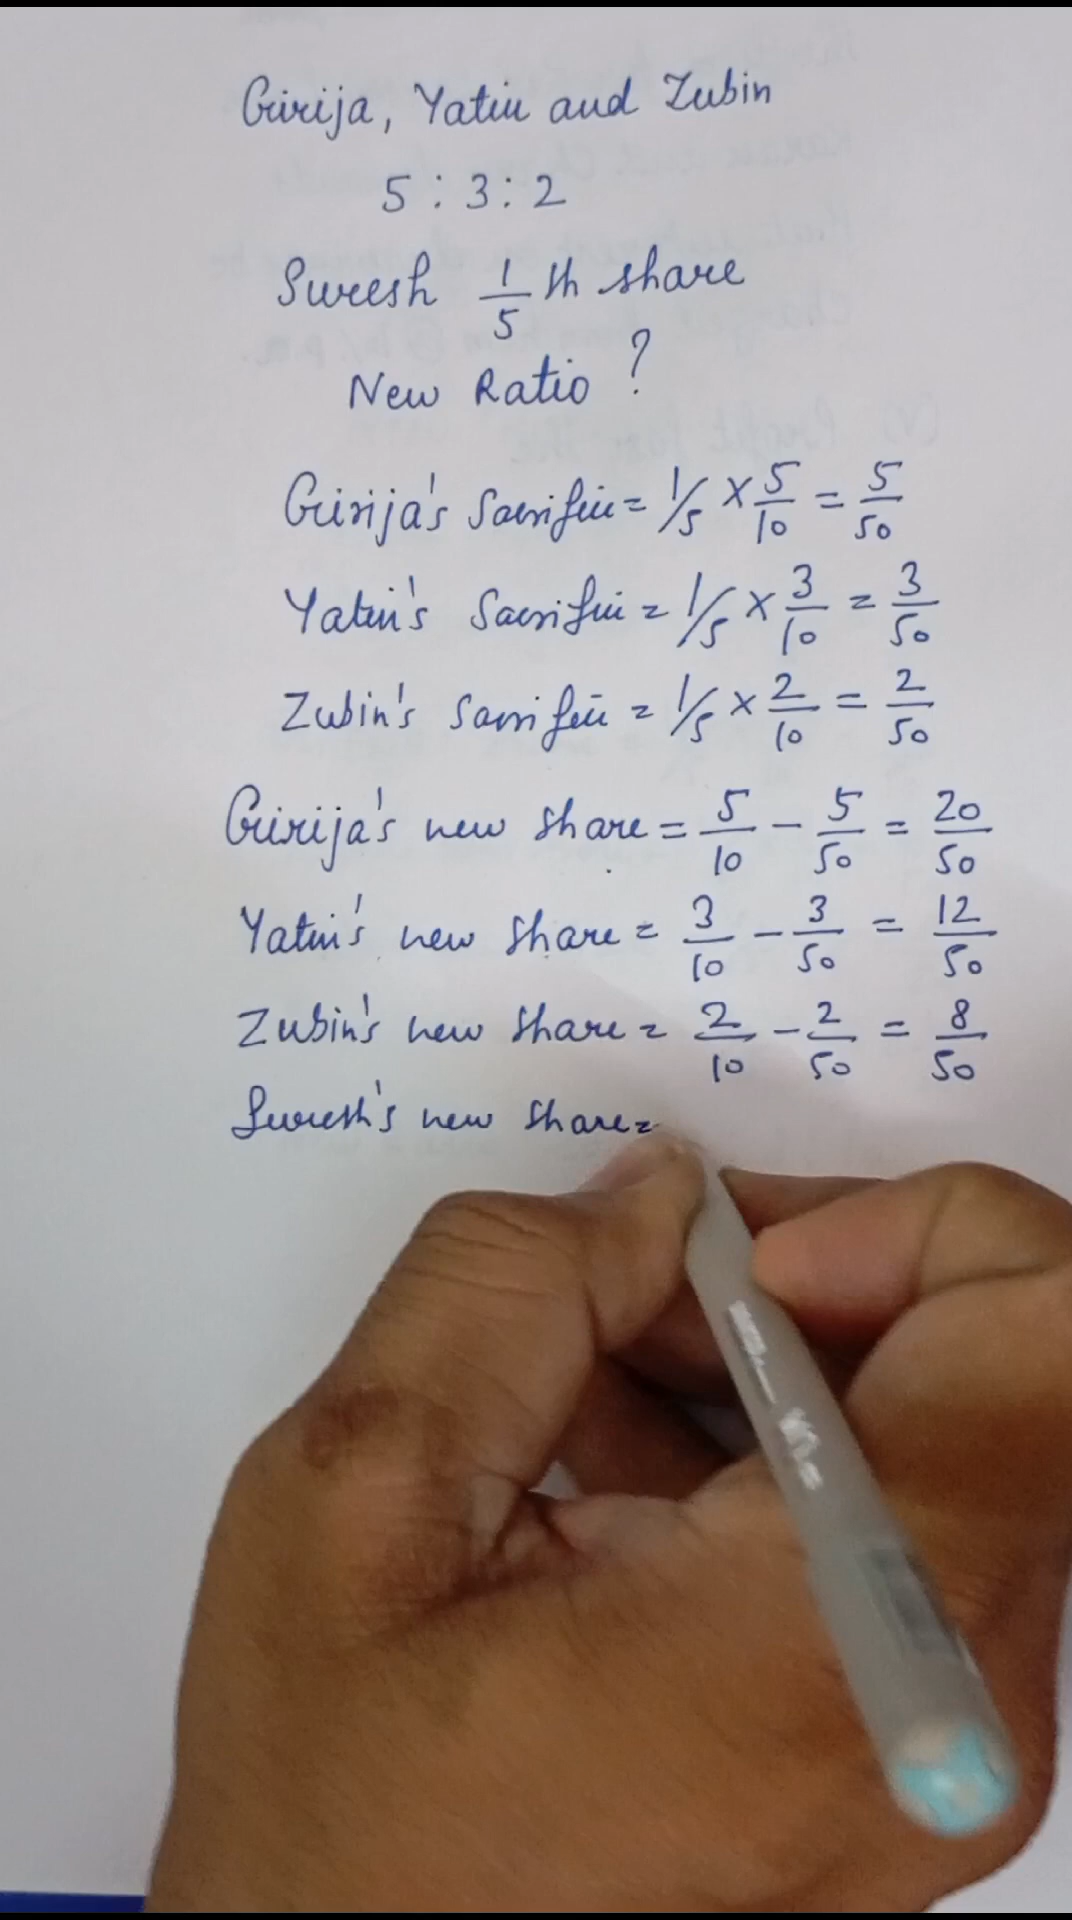 Girija, Yatin and Zubin
5 : 3 : 2
Suresh 1/5 th share
New Ratio ?
Girija's Sacrifice = 1/5 × 5/10 = 5/50
Yatin's Sacrifice = 1/5 × 3/10 = 3/50
Zubin's Sacrifice = 1/5 × 2/10 = 2/50
Girija's new share = 5/10 - 5/50 = 20/50
Yatin's new share = 3/10 - 3/50 = 12/50
Zubin's new share = 2/10 - 2/50 = 8/50
Suresh's new share =